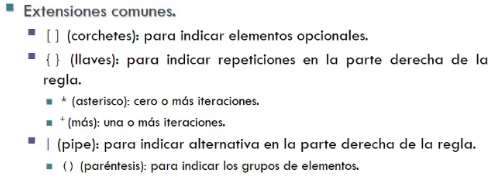 Extensiones comunes.
[ ] (corchetes): para indicar elementos opcionales.
{ } (llaves): para indicar repeticiones en la parte derecha de la
regla.
* (asterisco): cero o más iteraciones.
+ (más): una o más iteraciones.
| (pipe): para indicar alternativa en la parte derecha de la regla.
( ) (paréntesis): para indicar los grupos de elementos.